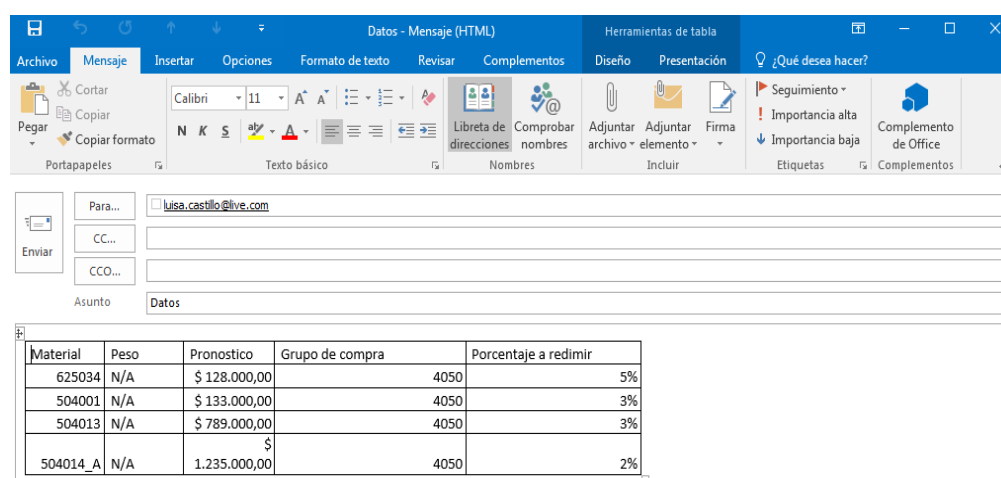 Datos - Mensaje (HTML) Herramientas de tabla
Archivo Mensaje Insertar Opciones Formato de texto Revisar Complementos Diseño Presentación ¿Qué desea hacer?
Pegar
Cortar
Copiar
Copiar formato
Portapapeles
Calibri 11
N K S
Texto básico
Libreta de direcciones
Comprobar nombres
Nombres
Adjuntar archivo
Adjuntar elemento
Firma
Incluir
Seguimiento
Importancia alta
Importancia baja
Etiquetas
Complemento de Office
Complementos
Enviar
Para... luisa.castillo@live.com
CC...
CCO...
Asunto Datos
Material Peso Pronostico Grupo de compra Porcentaje a redimir
625034 N/A $ 128.000,00 4050 5%
504001 N/A $ 133.000,00 4050 3%
504013 N/A $ 789.000,00 4050 3%
504014_A N/A $ 1.235.000,00 4050 2%